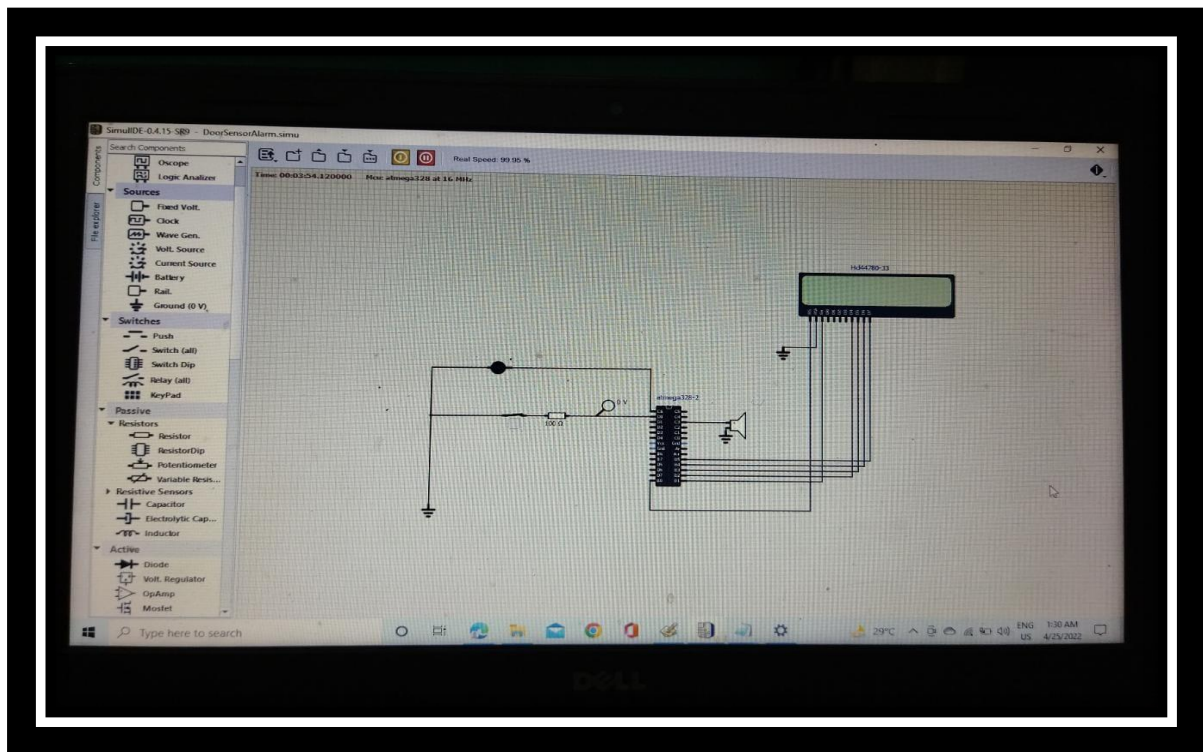 SimulIDE-0.4.15-SR9 - DoorSensorAlarm.simu
Components
File explorer
Search Components
Oscope
Logic Analizer
Sources
Fixed Volt.
Clock
Wave Gen.
Volt. Source
Current Source
Battery
Rail.
Ground (0 V)
Switches
Push
Switch (all)
Switch Dip
Relay (all)
KeyPad
Passive
Resistors
Resistor
ResistorDip
Potentiometer
Variable Resis...
Resistive Sensors
Capacitor
Electrolytic Cap...
Inductor
Active
Diode
Volt. Regulator
OpAmp
Mosfet
Real Speed: 99.95 %
Time: 00:03:54.120000 Mcu: atmega328 at 16 MHz
Hd44780-33
0 V
100 Ω
atmega328-2
Type here to search
29°C
ENG
US
1:30 AM
4/25/2022
DELL